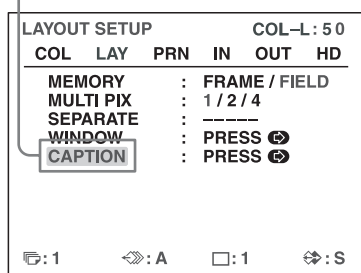 LAYOUT SETUP COL–L:50
COL LAY PRN IN OUT HD
MEMORY : FRAME / FIELD
MULTI PIX : 1 / 2 / 4
SEPARATE : –––––
WINDOW : PRESS
CAPTION : PRESS
:1 :A :1 :S